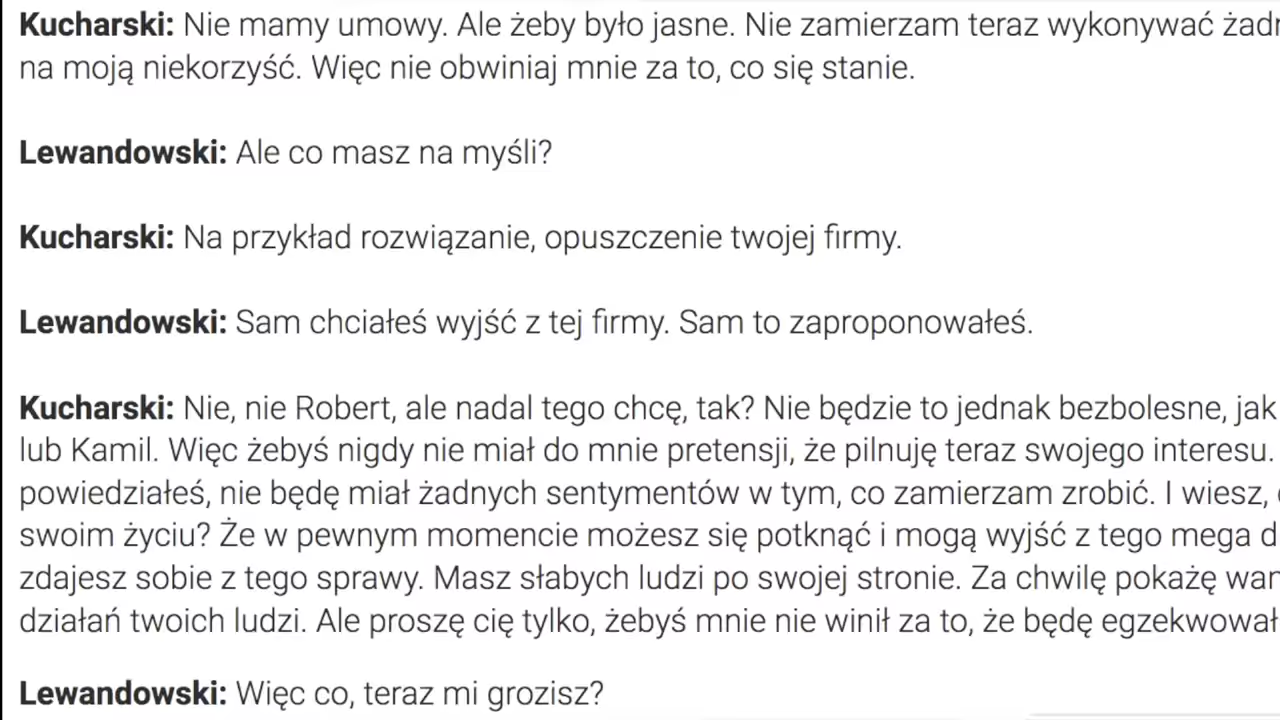 Kucharski: Nie mamy umowy. Ale żeby było jasne. Nie zamierzam teraz wykonywać
na moją niekorzyść. Więc nie obwiniaj mnie za to, co się stanie.
Lewandowski: Ale co masz na myśli?
Kucharski: Na przykład rozwiązanie, opuszczenie twojej firmy.
Lewandowski: Sam chciałeś wyjść z tej firmy. Sam to zaproponowałeś.
Kucharski: Nie, nie Robert, ale nadal tego chcę, tak? Nie będzie to jednak bezbolesne, jak
lub Kamil. Więc żebyś nigdy nie miał do mnie pretensji, że pilnuję teraz swojego interesu.
powiedziałeś, nie będę miał żadnych sentymentów w tym, co zamierzam zrobić. I wiesz,
swoim życiu? Że w pewnym momencie możesz się potknąć i mogą wyjść z tego mega
zdajesz sobie z tego sprawy. Masz słabych ludzi po swojej stronie. Za chwilę pokażę
działań twoich ludzi. Ale proszę cię tylko, żebyś mnie nie winił za to, że będę egzekwował
Lewandowski: Więc co, teraz mi grozisz?